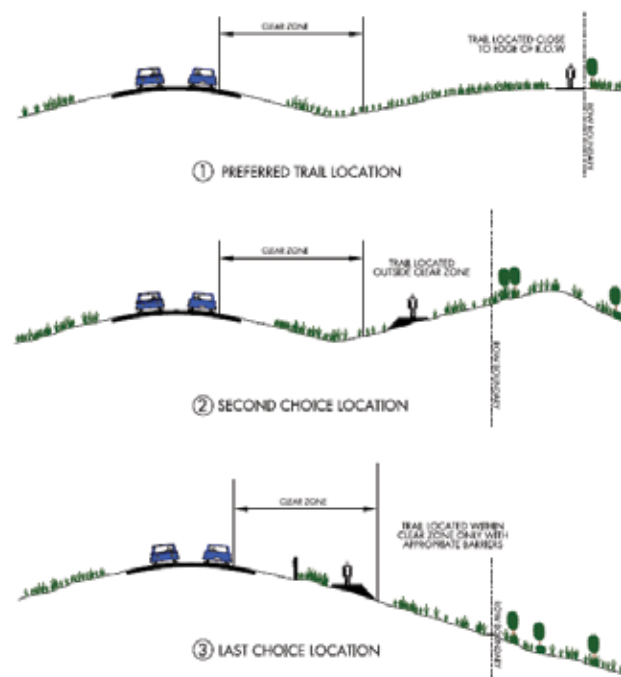 CLEAR ZONE
TRAIL LOCATED CLOSE
TO EDGE OF R.O.W
ROW BOUNDARY
1 PREFERRED TRAIL LOCATION
CLEAR ZONE
TRAIL LOCATED
OUTSIDE CLEAR ZONE
ROW BOUNDARY
2 SECOND CHOICE LOCATION
CLEAR ZONE
TRAIL LOCATED WITHIN
CLEAR ZONE ONLY WITH
APPROPRIATE BARRIERS
ROW BOUNDARY
3 LAST CHOICE LOCATION